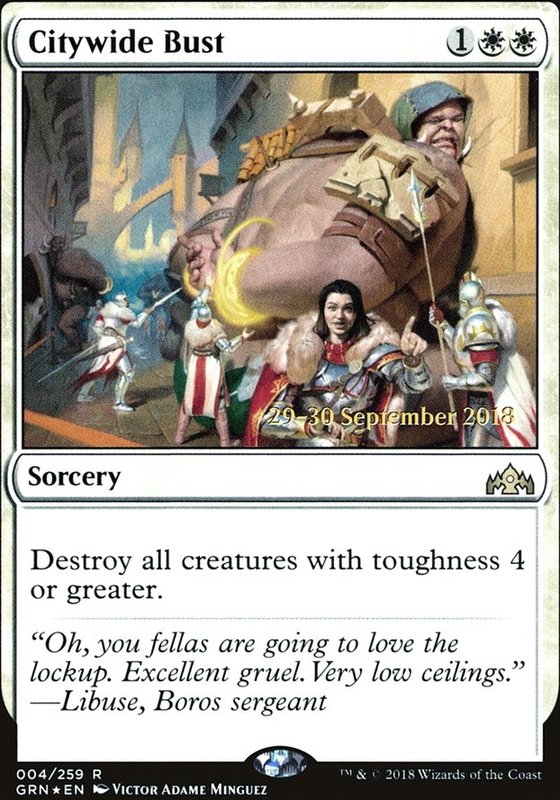 Citywide Bust 1
29–30 September 2018
Sorcery
Destroy all creatures with toughness 4
or greater.
“Oh, you fellas are going to love the
lockup. Excellent gruel. Very low ceilings.”
—Libuse, Boros sergeant
004/259 R
GRN★EN Victor Adame Minguez
™ & © 2018 Wizards of the Coast